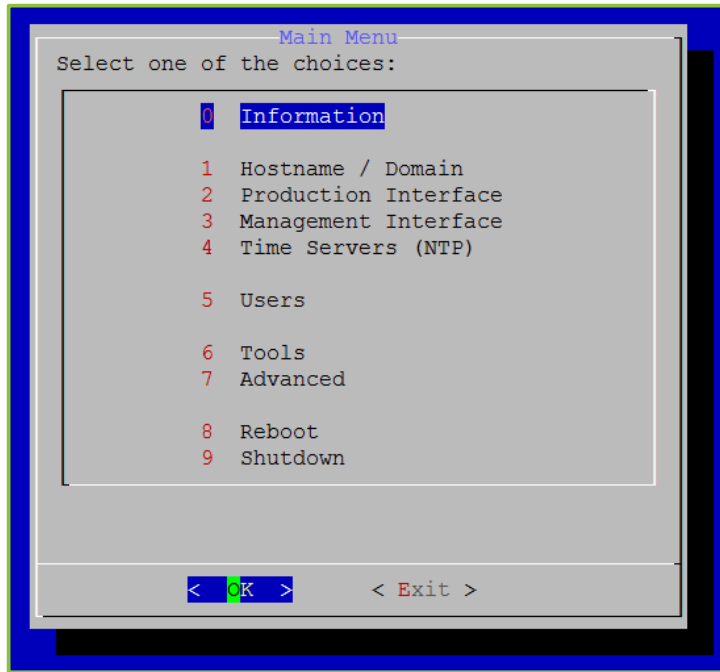 Main Menu
Select one of the choices:
0 Information
1 Hostname / Domain
2 Production Interface
3 Management Interface
4 Time Servers (NTP)
5 Users
6 Tools
7 Advanced
8 Reboot
9 Shutdown
< OK > < Exit >